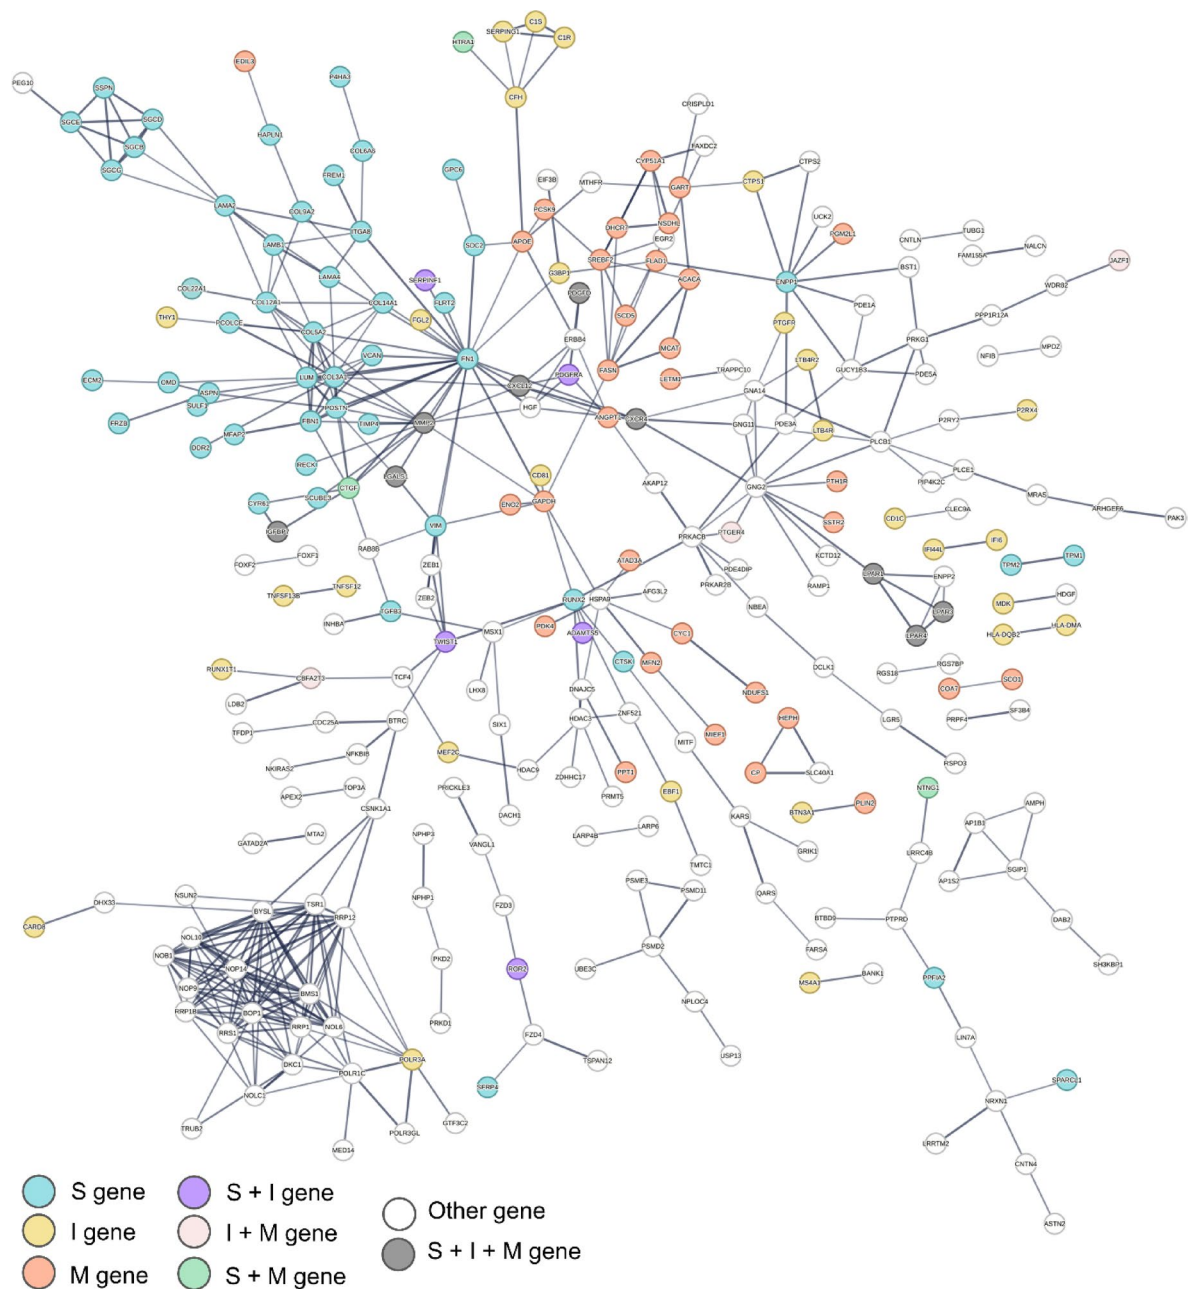 C1S
SERPING1
C1R
HTRA1
EDIL3
P4HA3
PEG10
SSPN
CFH
CRISPLD1
SGCE
SGCD
HAPLN1
SGCB
COL6A6
FAXDC2
CYP51A1
CTPS2
SGCG
FREM1
GPC6
EIF3B
MTHFR
GART
CTPS1
LAMA2
COL9A2
PCSK9
ITGA8
NSDHL
UCK2
DHCR7
PGM2L1
LAMB1
SOC2
APOE
EGR2
CNTLN
TUBG1
FAM155A
NALCN
SREBF2
FLAD1
JAZF1
LAMA4
SERPINF1
G3BP1
ACACA
ENPP1
BST1
COL22A1
WDR82
COL12A1
COL14A1
FLRT2
PDGFD
PDE1A
THY1
PCOLCE
FGL2
SCD5
PTGFR
PPP1R12A
COL5A2
ERBB4
PRKG1
VCAN
FN1
MCAT
LTB4R2
NFIB
MPDZ
ECM2
OMD
LUM
COL3A1
PDGFRA
FASN
LETM1
TRAPPC10
GUCY1B3
PDE5A
ASPN
CXCL12
GNA14
SULF1
POSTN
HGF
FRZB
FBN1
TIMP4
MMP2
ANGPT1
CXCR4
GNG11
PDE3A
LTB4R
P2RY2
P2RX4
MFAP2
DDR2
PLCB1
RECK
LGALS1
CD81
AKAP12
GNG2
PTH1R
PIP4K2C
PLCE1
CTGF
MRAS
CYR61
SCUBE3
ENO2
GAPDH
ARHGEF6
PAK3
IGFBP7
VIM
SSTR2
CD1C
CLEC9A
PTGER4
PRKACB
RAB8B
IFI44L
IFI6
FOXF2
FOXF1
ZEB1
ATAD3A
KCTD12
TPM2
TPM1
PDE4DIP
LPAR1
ENPP2
PRKAR2B
RAMP1
TNFSF13B
TNFSF12
ZEB2
RUNX2
HSPA9
AFG3L2
NBEA
MDK
HDGF
TGFB3
LPAR3
INHBA
TWIST1
MSX1
PDK4
ADAMTS5
CYC1
LPAR4
HLA-DQB2
HLA-DMA
RUNX1T1
CBFA2T3
TCF4
CTSK
MFN2
DCLK1
RGS18
RGS7BP
LHX8
DNAJC5
NDUFS1
COA7
SCO1
LDB2
CDC25A
BTRC
SIX1
HDAC3
ZNF521
LGR5
PRPF4
SF3B4
TFDP1
MIEF1
HEPH
MITF
NFKBIB
MEF2C
NKIRAS2
HDAC9
ZDHHC17
PPT1
CP
SLC40A1
RSPO3
APEX2
TOP3A
PRICKLE3
PRMT5
EBF1
NTNG1
CSNK1A1
DACH1
BTN3A1
PLIN2
AMPH
KARS
AP1B1
GATAD2A
MTA2
NPHP3
VANGL1
LARP4B
LARP6
GRIK1
LRRC4B
TMTC1
AP1S2
SGIP1
PSME3
PSMD11
QARS
NSUN7
NPHP1
DHX33
BYSL
TSR1
FZD3
BTBD9
PTPRD
DAB2
CARD8
RRP12
NOL10
PSMD2
FARSA
NOB1
PKD2
NOP14
ROR2
UBE3C
MS4A1
BANK1
PPFIA2
SH3KBP1
NOP9
BMS1
NPLOC4
RRP1B
BOP1
PRKD1
RRS1
RRP1
NOL6
FZD4
LIN7A
USP13
DKC1
POLR3A
TSPAN12
POLR1C
SFRP4
SPARCL1
NOLC1
NRXN1
TRUB2
GTF3C2
POLR3GL
MED14
LRRTM2
CNTN4
ASTN2
S gene
S + I gene
Other gene
I gene
I + M gene
S + I + M gene
M gene
S + M gene